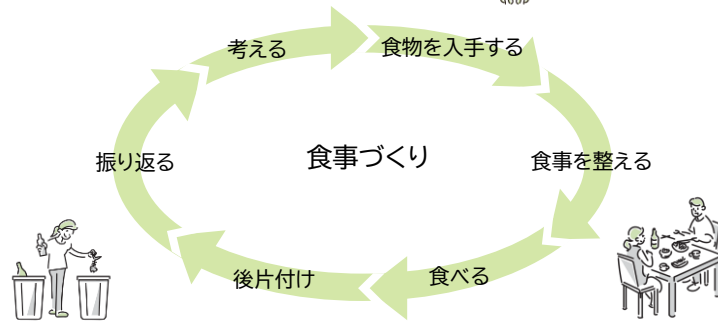 考える
食物を入手する
振り返る
食事づくり
食事を整える
後片付け
食べる